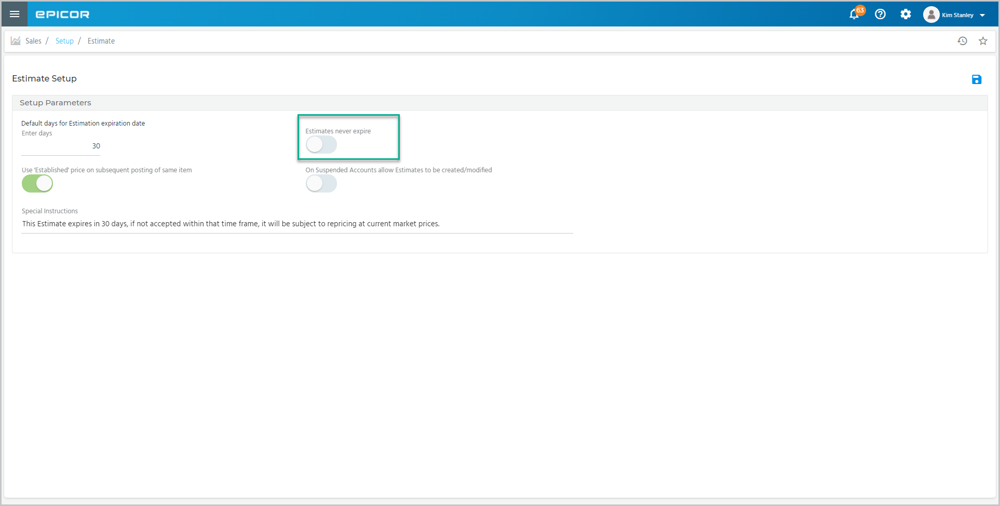 EPICOR
63
Kim Stanley
Sales / Setup / Estimate
Estimate Setup
Setup Parameters
Default days for Estimation expiration date
Enter days
30
Estimates never expire
Use 'Established' price on subsequent posting of same item
On Suspended Accounts allow Estimates to be created/modified
Special Instructions
This Estimate expires in 30 days, if not accepted within that time frame, it will be subject to repricing at current market prices.